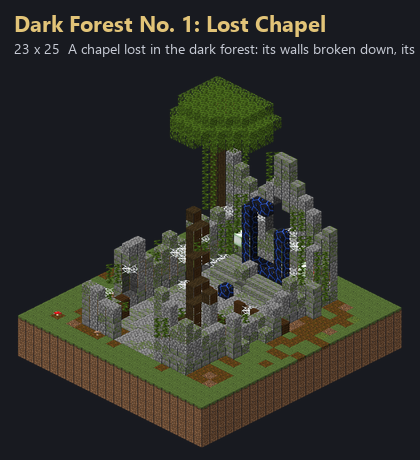 Dark Forest No. 1: Lost Chapel
23 x 25 A chapel lost in the dark forest: its walls broken down, its